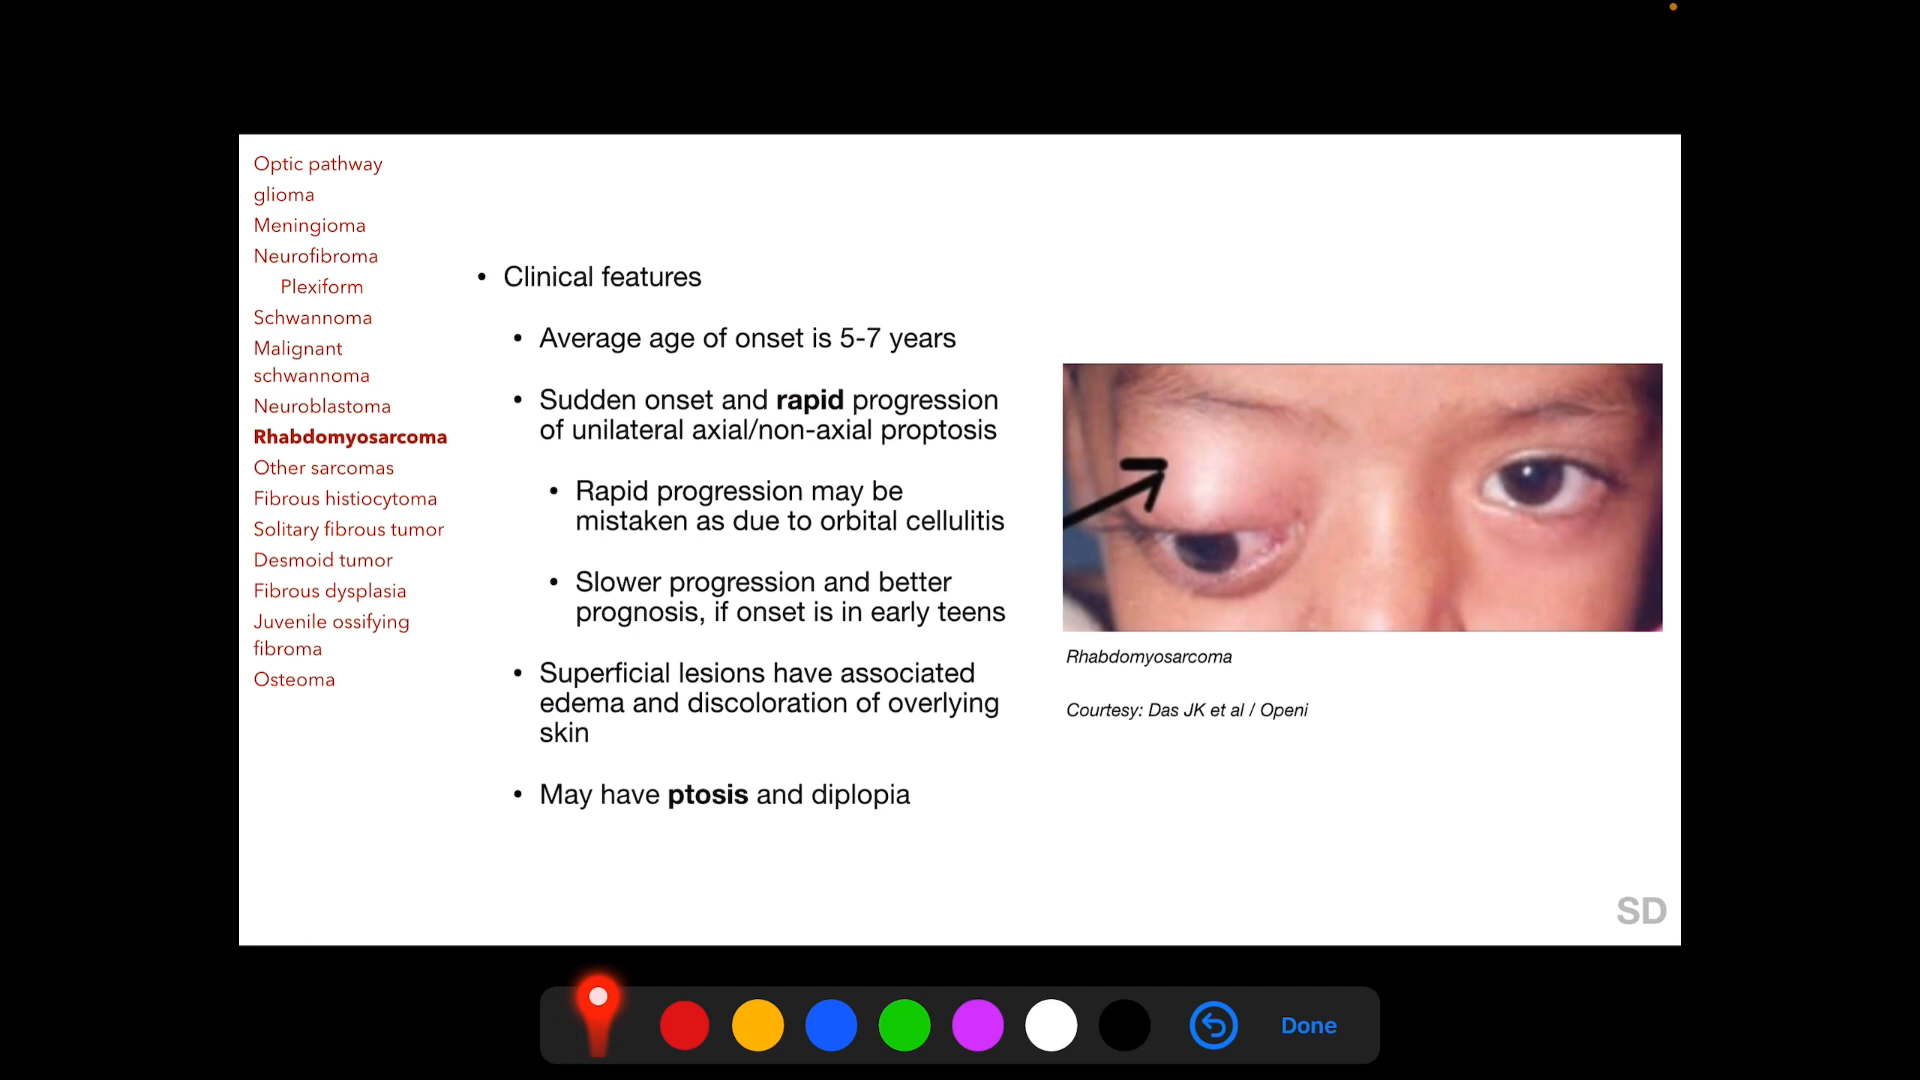 Optic pathway
glioma
Meningioma
Neurofibroma
Plexiform
Schwannoma
Malignant
schwannoma
Neuroblastoma
Rhabdomyosarcoma
Other sarcomas
Fibrous histiocytoma
Solitary fibrous tumor
Desmoid tumor
Fibrous dysplasia
Juvenile ossifying
fibroma
Osteoma
• Clinical features
• Average age of onset is 5-7 years
• Sudden onset and rapid progression
of unilateral axial/non-axial proptosis
• Rapid progression may be
mistaken as due to orbital cellulitis
• Slower progression and better
prognosis, if onset is in early teens
• Superficial lesions have associated
edema and discoloration of overlying
skin
• May have ptosis and diplopia
Rhabdomyosarcoma
Courtesy: Das JK et al / Openi
SD
Done